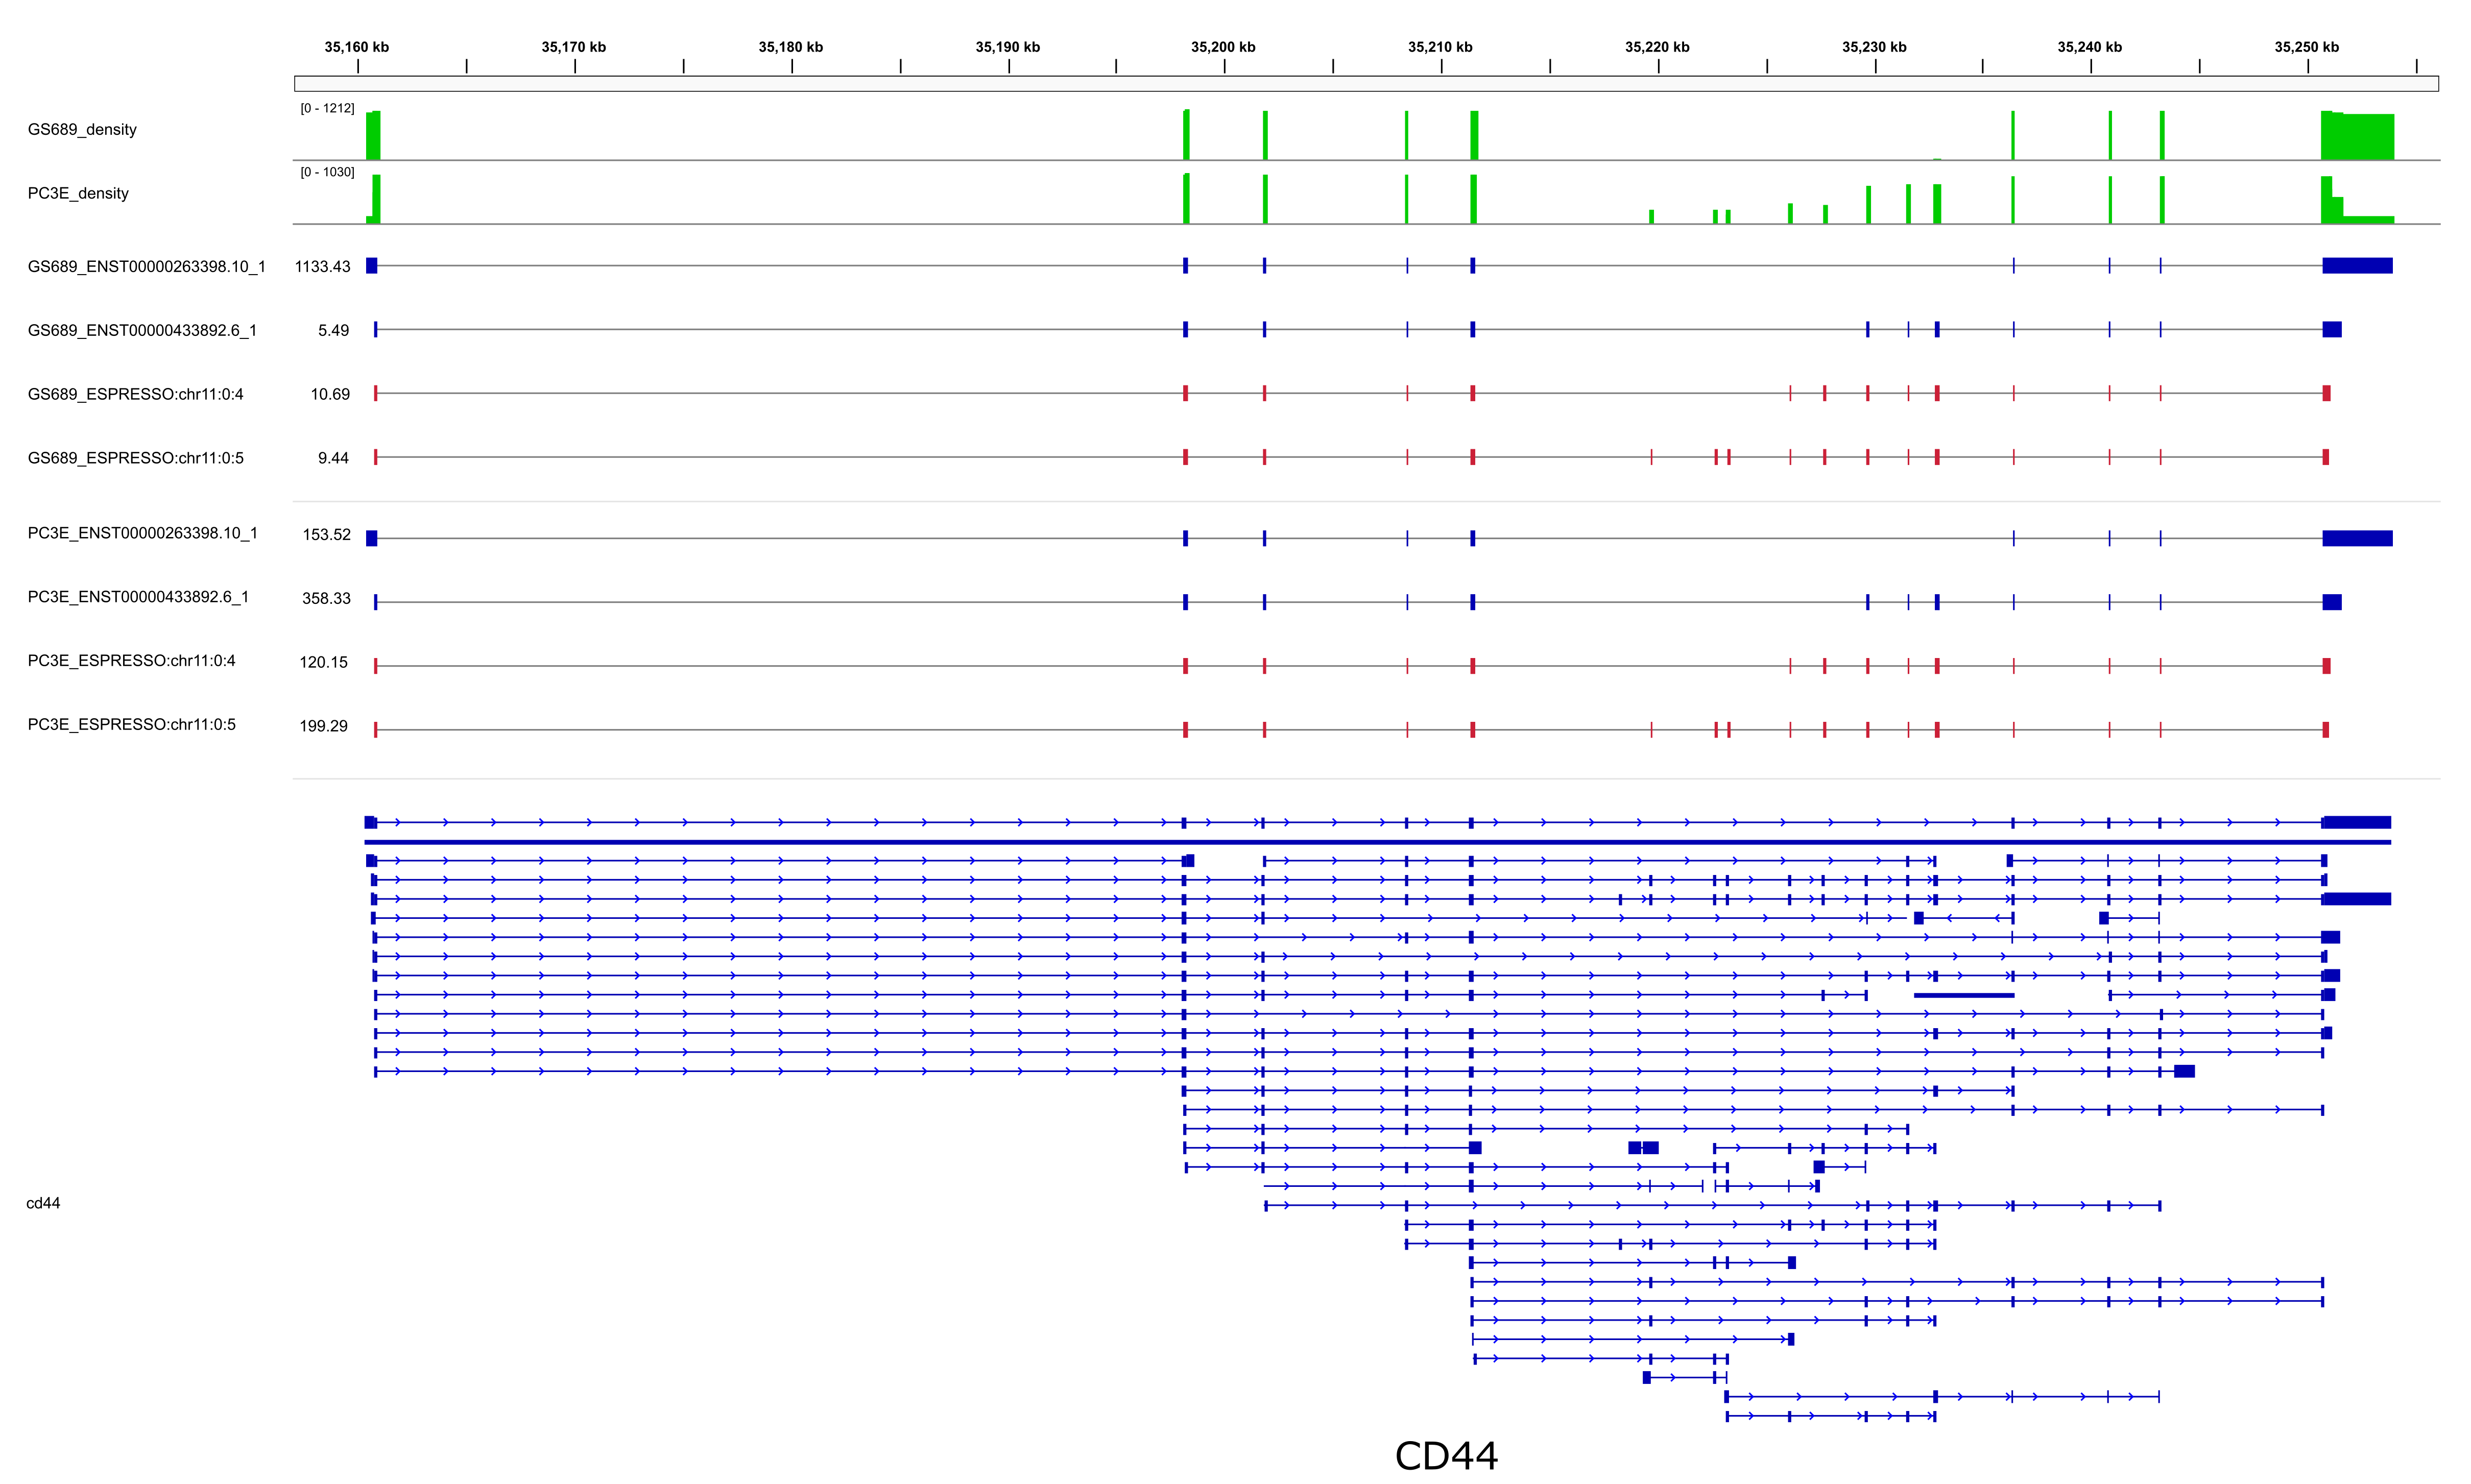 35,160 kb 35,170 kb 35,180 kb 35,190 kb 35,200 kb 35,210 kb 35,220 kb 35,230 kb 35,240 kb 35,250 kb
[0 - 1212]
GS689_density
[0 - 1030]
PC3E_density
GS689_ENST00000263398.10_1 1133.43
GS689_ENST00000433892.6_1 5.49
GS689_ESPRESSO:chr11:0:4 10.69
GS689_ESPRESSO:chr11:0:5 9.44
PC3E_ENST00000263398.10_1 153.52
PC3E_ENST00000433892.6_1 358.33
PC3E_ESPRESSO:chr11:0:4 120.15
PC3E_ESPRESSO:chr11:0:5 199.29
cd44
CD44